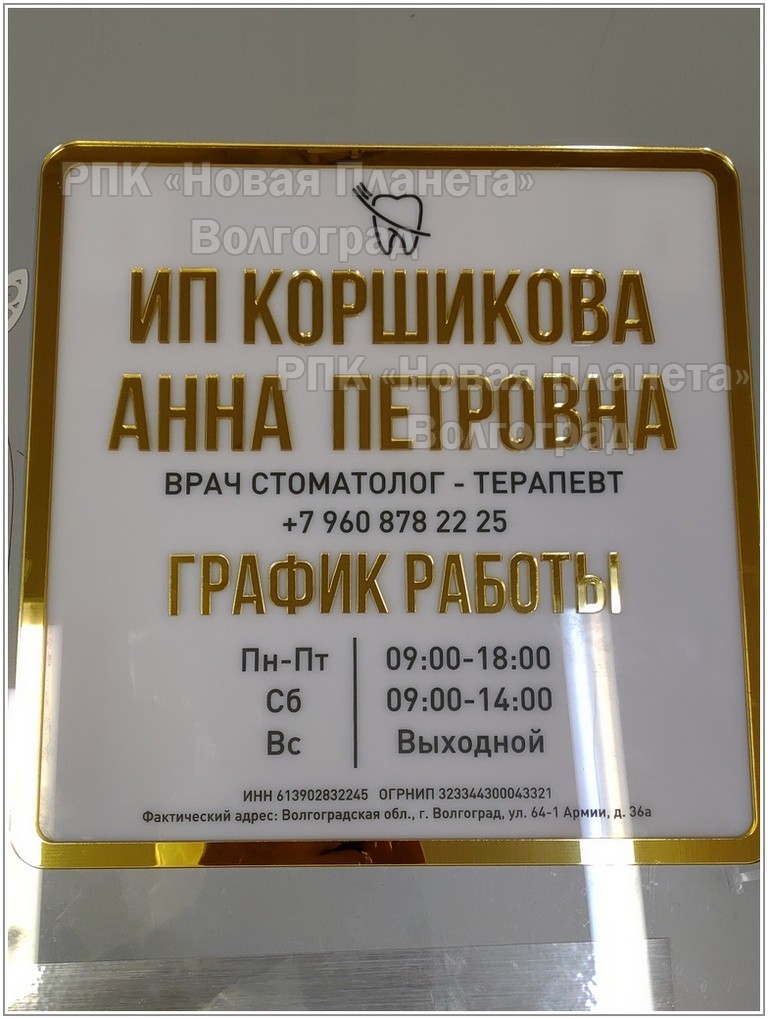 РПК «Новая Планета»
Волгоград
ИП КОРШИКОВА
РПК «Новая Планета»
АННА ПЕТРОВНА
Волгоград
ВРАЧ СТОМАТОЛОГ - ТЕРАПЕВТ
+7 960 878 22 25
ГРАФИК РАБОТЫ
Пн-Пт 09:00-18:00
Сб 09:00-14:00
Вс Выходной
ИНН 613902832245 ОГРНИП 323344300043321
Фактический адрес: Волгоградская обл., г. Волгоград, ул. 64-1 Армии, д. 36а